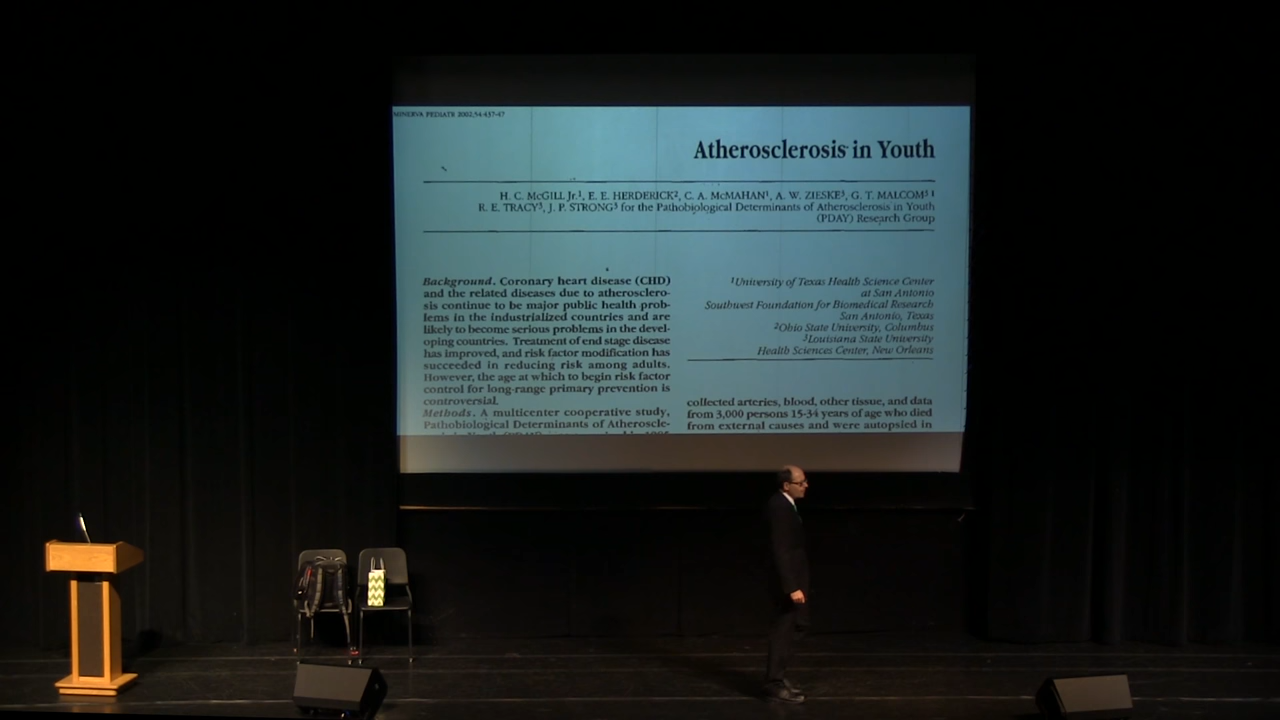 MINERVA PEDIATR 2002;54:437-47
Atherosclerosis in Youth
H. C. McGILL Jr.¹, E. E. HERDERICK², C. A. McMAHAN¹, A. W. ZIESKE³, G. T. MALCOM³
R. E. TRACY³, J. P. STRONG³ for the Pathobiological Determinants of Atherosclerosis in Youth
(PDAY) Research Group
Background. Coronary heart disease (CHD)
and the related diseases due to atherosclero-
sis continue to be major public health prob-
lems in the industrialized countries and are
likely to become serious problems in the devel-
oping countries. Treatment of end stage disease
has improved, and risk factor modification has
succeeded in reducing risk among adults.
However, the age at which to begin risk factor
control for long-range primary prevention is
controversial.
Methods. A multicenter cooperative study,
Pathobiological Determinants of Atheroscle-
¹University of Texas Health Science Center
at San Antonio
Southwest Foundation for Biomedical Research
San Antonio, Texas
²Ohio State University, Columbus
³Louisiana State University
Health Sciences Center, New Orleans
collected arteries, blood, other tissue, and data
from 3,000 persons 15-34 years of age who died
from external causes and were autopsied in